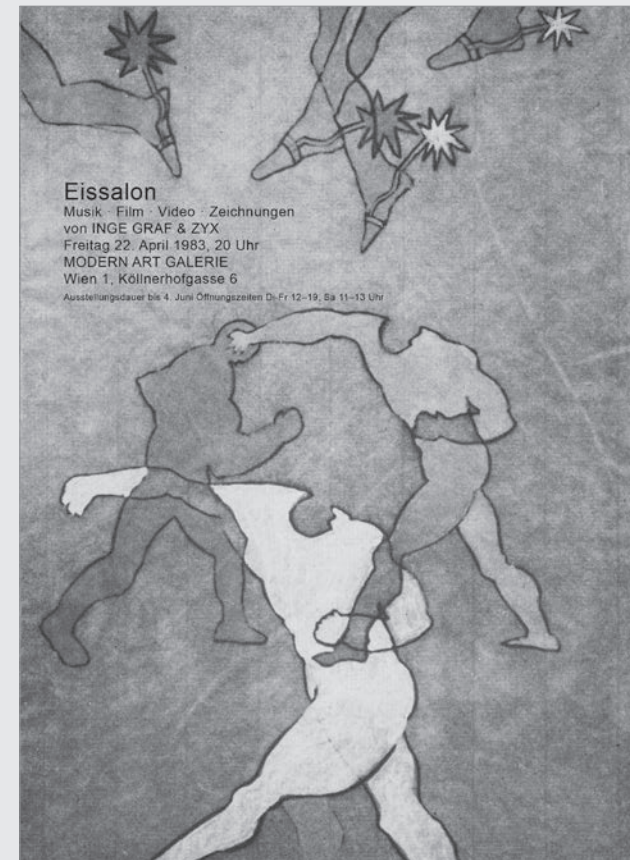 Eissalon
Musik · Film · Video · Zeichnungen
von INGE GRAF & ZYX
Freitag 22. April 1983, 20 Uhr
MODERN ART GALERIE
Wien 1, Köllnerhofgasse 6
Ausstellungsdauer bis 4. Juni Öffnungszeiten Di-Fr 12–19, Sa 11–13 Uhr